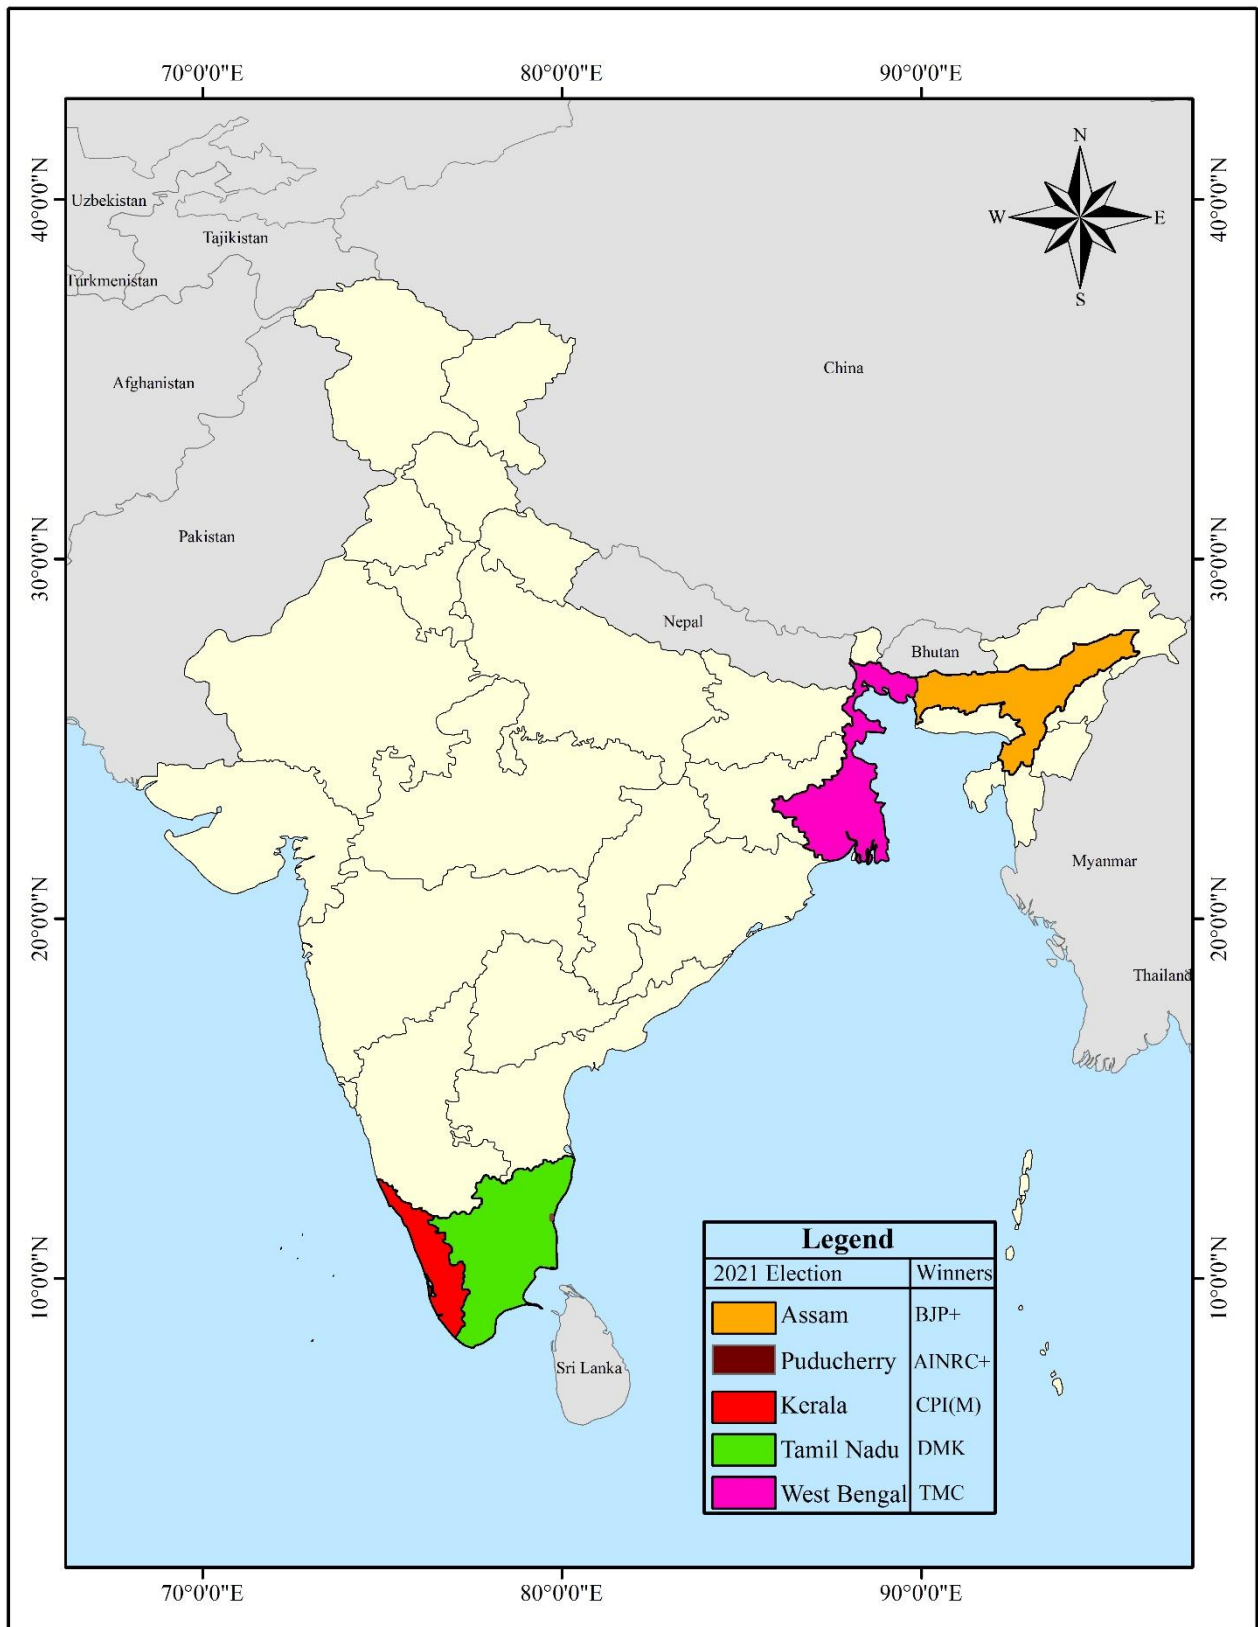 70°0'0"E 80°0'0"E 90°0'0"E
N
40°0'0"N Uzbekistan W E 40°0'0"N
Tajikistan
Turkmenistan
S
China
Afghanistan
Pakistan
30°0'0"N 30°0'0"N
Nepal
Bhutan
Myanmar
20°0'0"N 20°0'0"N
Thailand
10°0'0"N 10°0'0"N
Sri Lanka
Legend
2021 Election Winners
Assam BJP+
Puducherry AINRC+
Kerala CPI(M)
Tamil Nadu DMK
West Bengal TMC
70°0'0"E 80°0'0"E 90°0'0"E